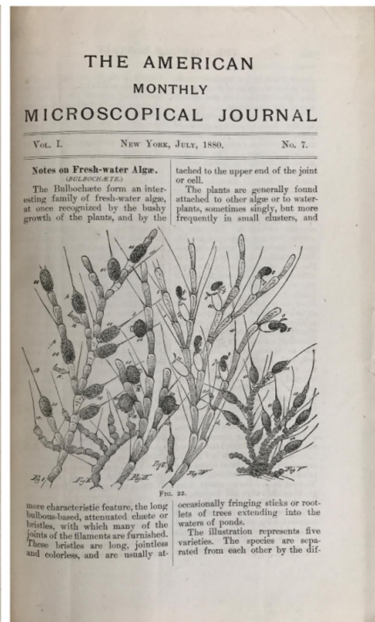 THE AMERICAN
MONTHLY
MICROSCOPICAL JOURNAL
VOL. I. NEW YORK, JULY, 1880. No. 7.
Notes on Fresh-water Algæ.
(BULBOCHÆTE.)
The Bulbochæte form an inter-
esting family of fresh-water algæ,
at once recognized by the bushy
growth of the plants, and by the
tached to the upper end of the joint
or cell.
The plants are generally found
attached to other algæ or to water-
plants, sometimes singly, but more
frequently in small clusters, and
FIG. 22.
more characteristic feature, the long
bulbous-based, attenuated chæte or
bristles, with which many of the
joints of the filaments are furnished.
These bristles are long, jointless
and colorless, and are usually at-
occasionally fringing sticks or root-
lets of trees extending into the
waters of ponds.
The illustration represents five
varieties. The species are sepa-
rated from each other by the dif-